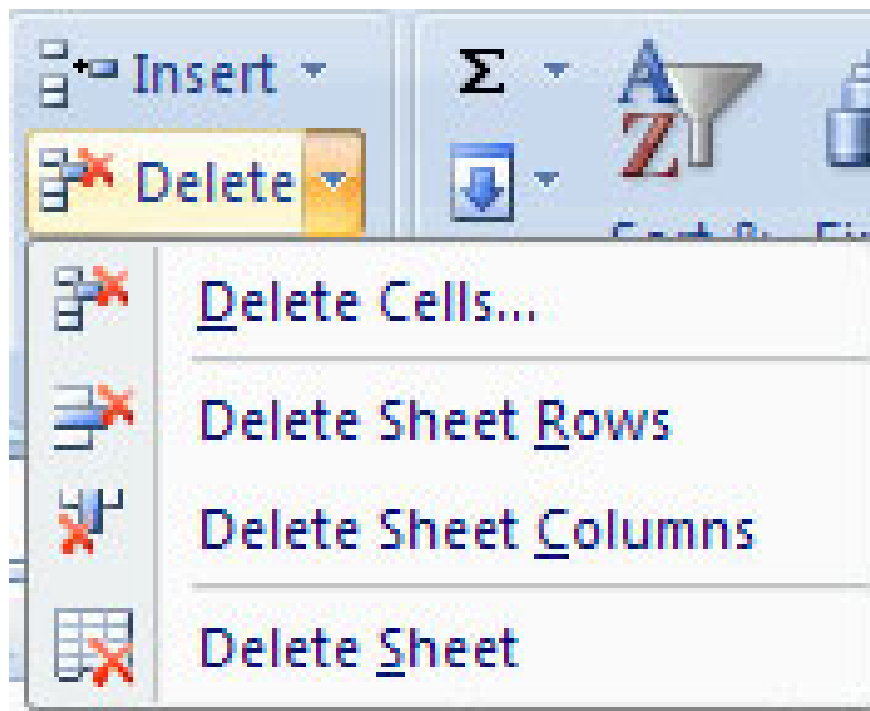 Insert
Σ
Delete
Delete Cells...
Delete Sheet Rows
Delete Sheet Columns
Delete Sheet